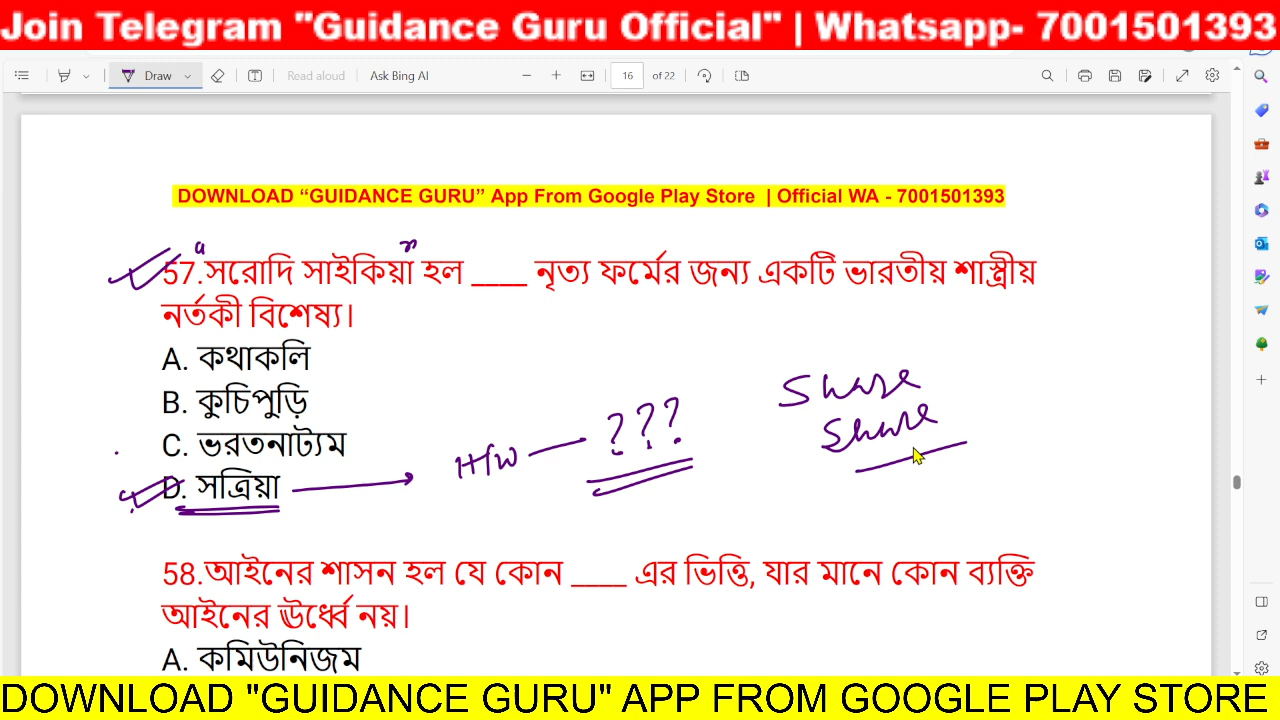 Join Telegram "Guidance Guru Official" | Whatsapp- 7001501393
Draw Read aloud Ask Bing AI 16 of 22
DOWNLOAD “GUIDANCE GURU” App From Google Play Store | Official WA - 7001501393
57.সরোদি সাইকিয়া হল ____ নৃত্য ফর্মের জন্য একটি ভারতীয় শাস্ত্রীয়
নর্তকী বিশেষ্য।
A. কথাকলি
B. কুচিপুড়ি
C. ভরতনাট্যম
D. সত্রিয়া
H/W — ???
Share
Share
58.আইনের শাসন হল যে কোন ____ এর ভিত্তি, যার মানে কোন ব্যক্তি
আইনের ঊর্ধ্বে নয়।
A. কমিউনিজম
DOWNLOAD "GUIDANCE GURU" APP FROM GOOGLE PLAY STORE